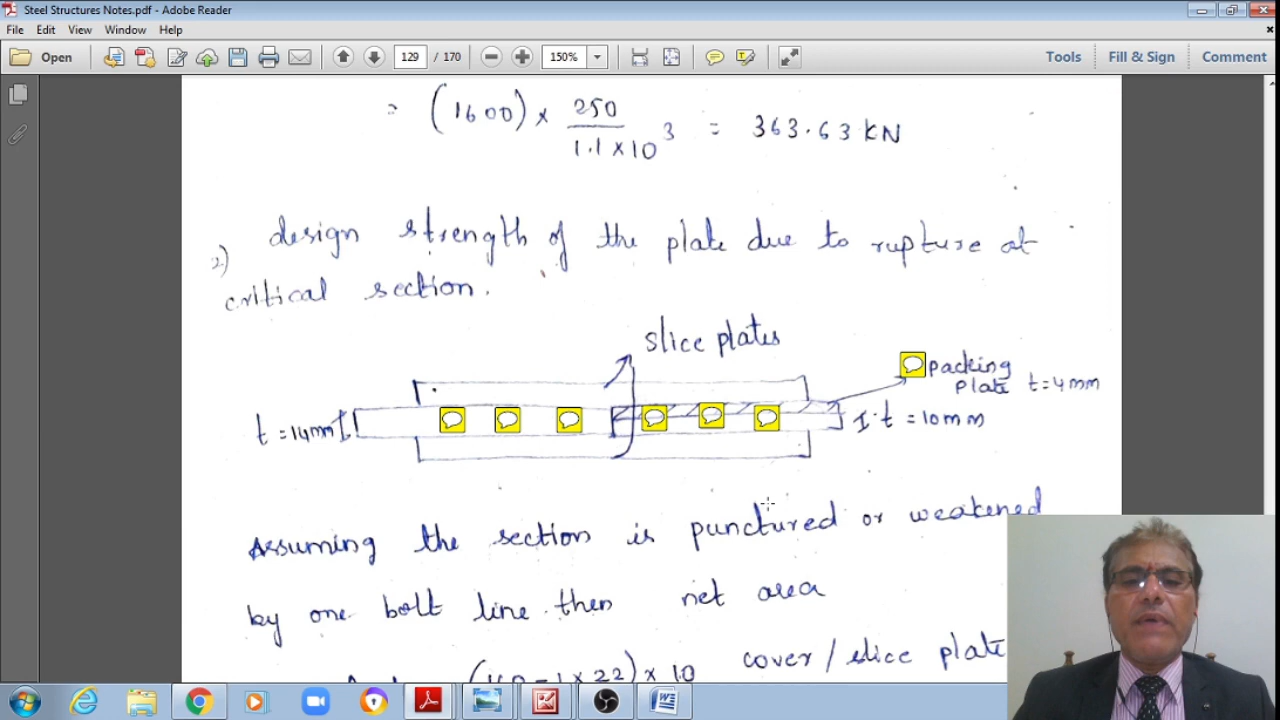 Steel Structures Notes.pdf - Adobe Reader
File Edit View Window Help
Open 129 / 170 150% Tools Fill & Sign Comment
= (1600) × 250 / 1.1 × 10³ = 363.63 KN
2) design strength of the plate due to rupture at
critical section.
slice plates
packing
plate t=4mm
t = 14mm I
I t = 10mm
Assuming the section is punctured or weakened
by one bolt line then net area
cover / slice plate